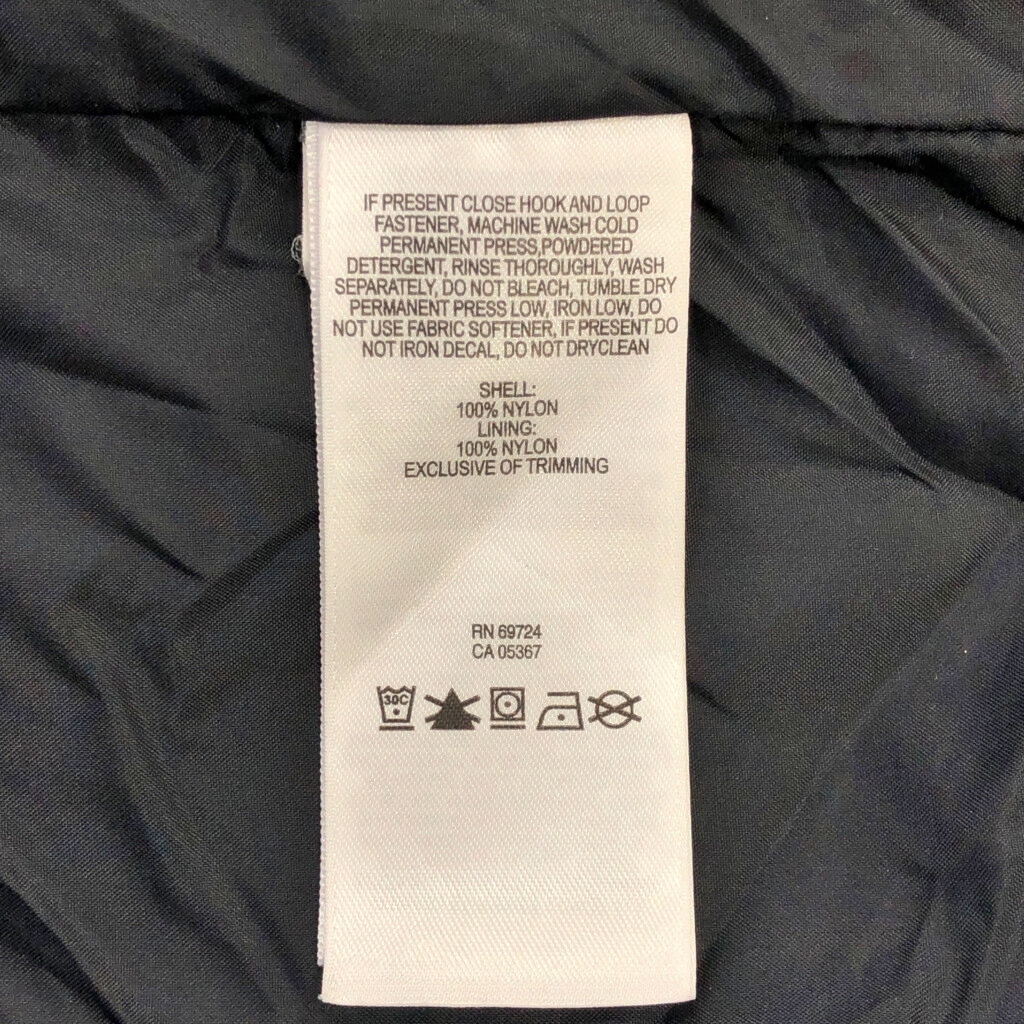 IF PRESENT CLOSE HOOK AND LOOP
FASTENER, MACHINE WASH COLD
PERMANENT PRESS,POWDERED
DETERGENT, RINSE THOROUGHLY, WASH
SEPARATELY, DO NOT BLEACH, TUMBLE DRY
PERMANENT PRESS LOW, IRON LOW, DO
NOT USE FABRIC SOFTENER, IF PRESENT DO
NOT IRON DECAL, DO NOT DRYCLEAN
SHELL:
100% NYLON
LINING:
100% NYLON
EXCLUSIVE OF TRIMMING
RN 69724
CA 05367
30C